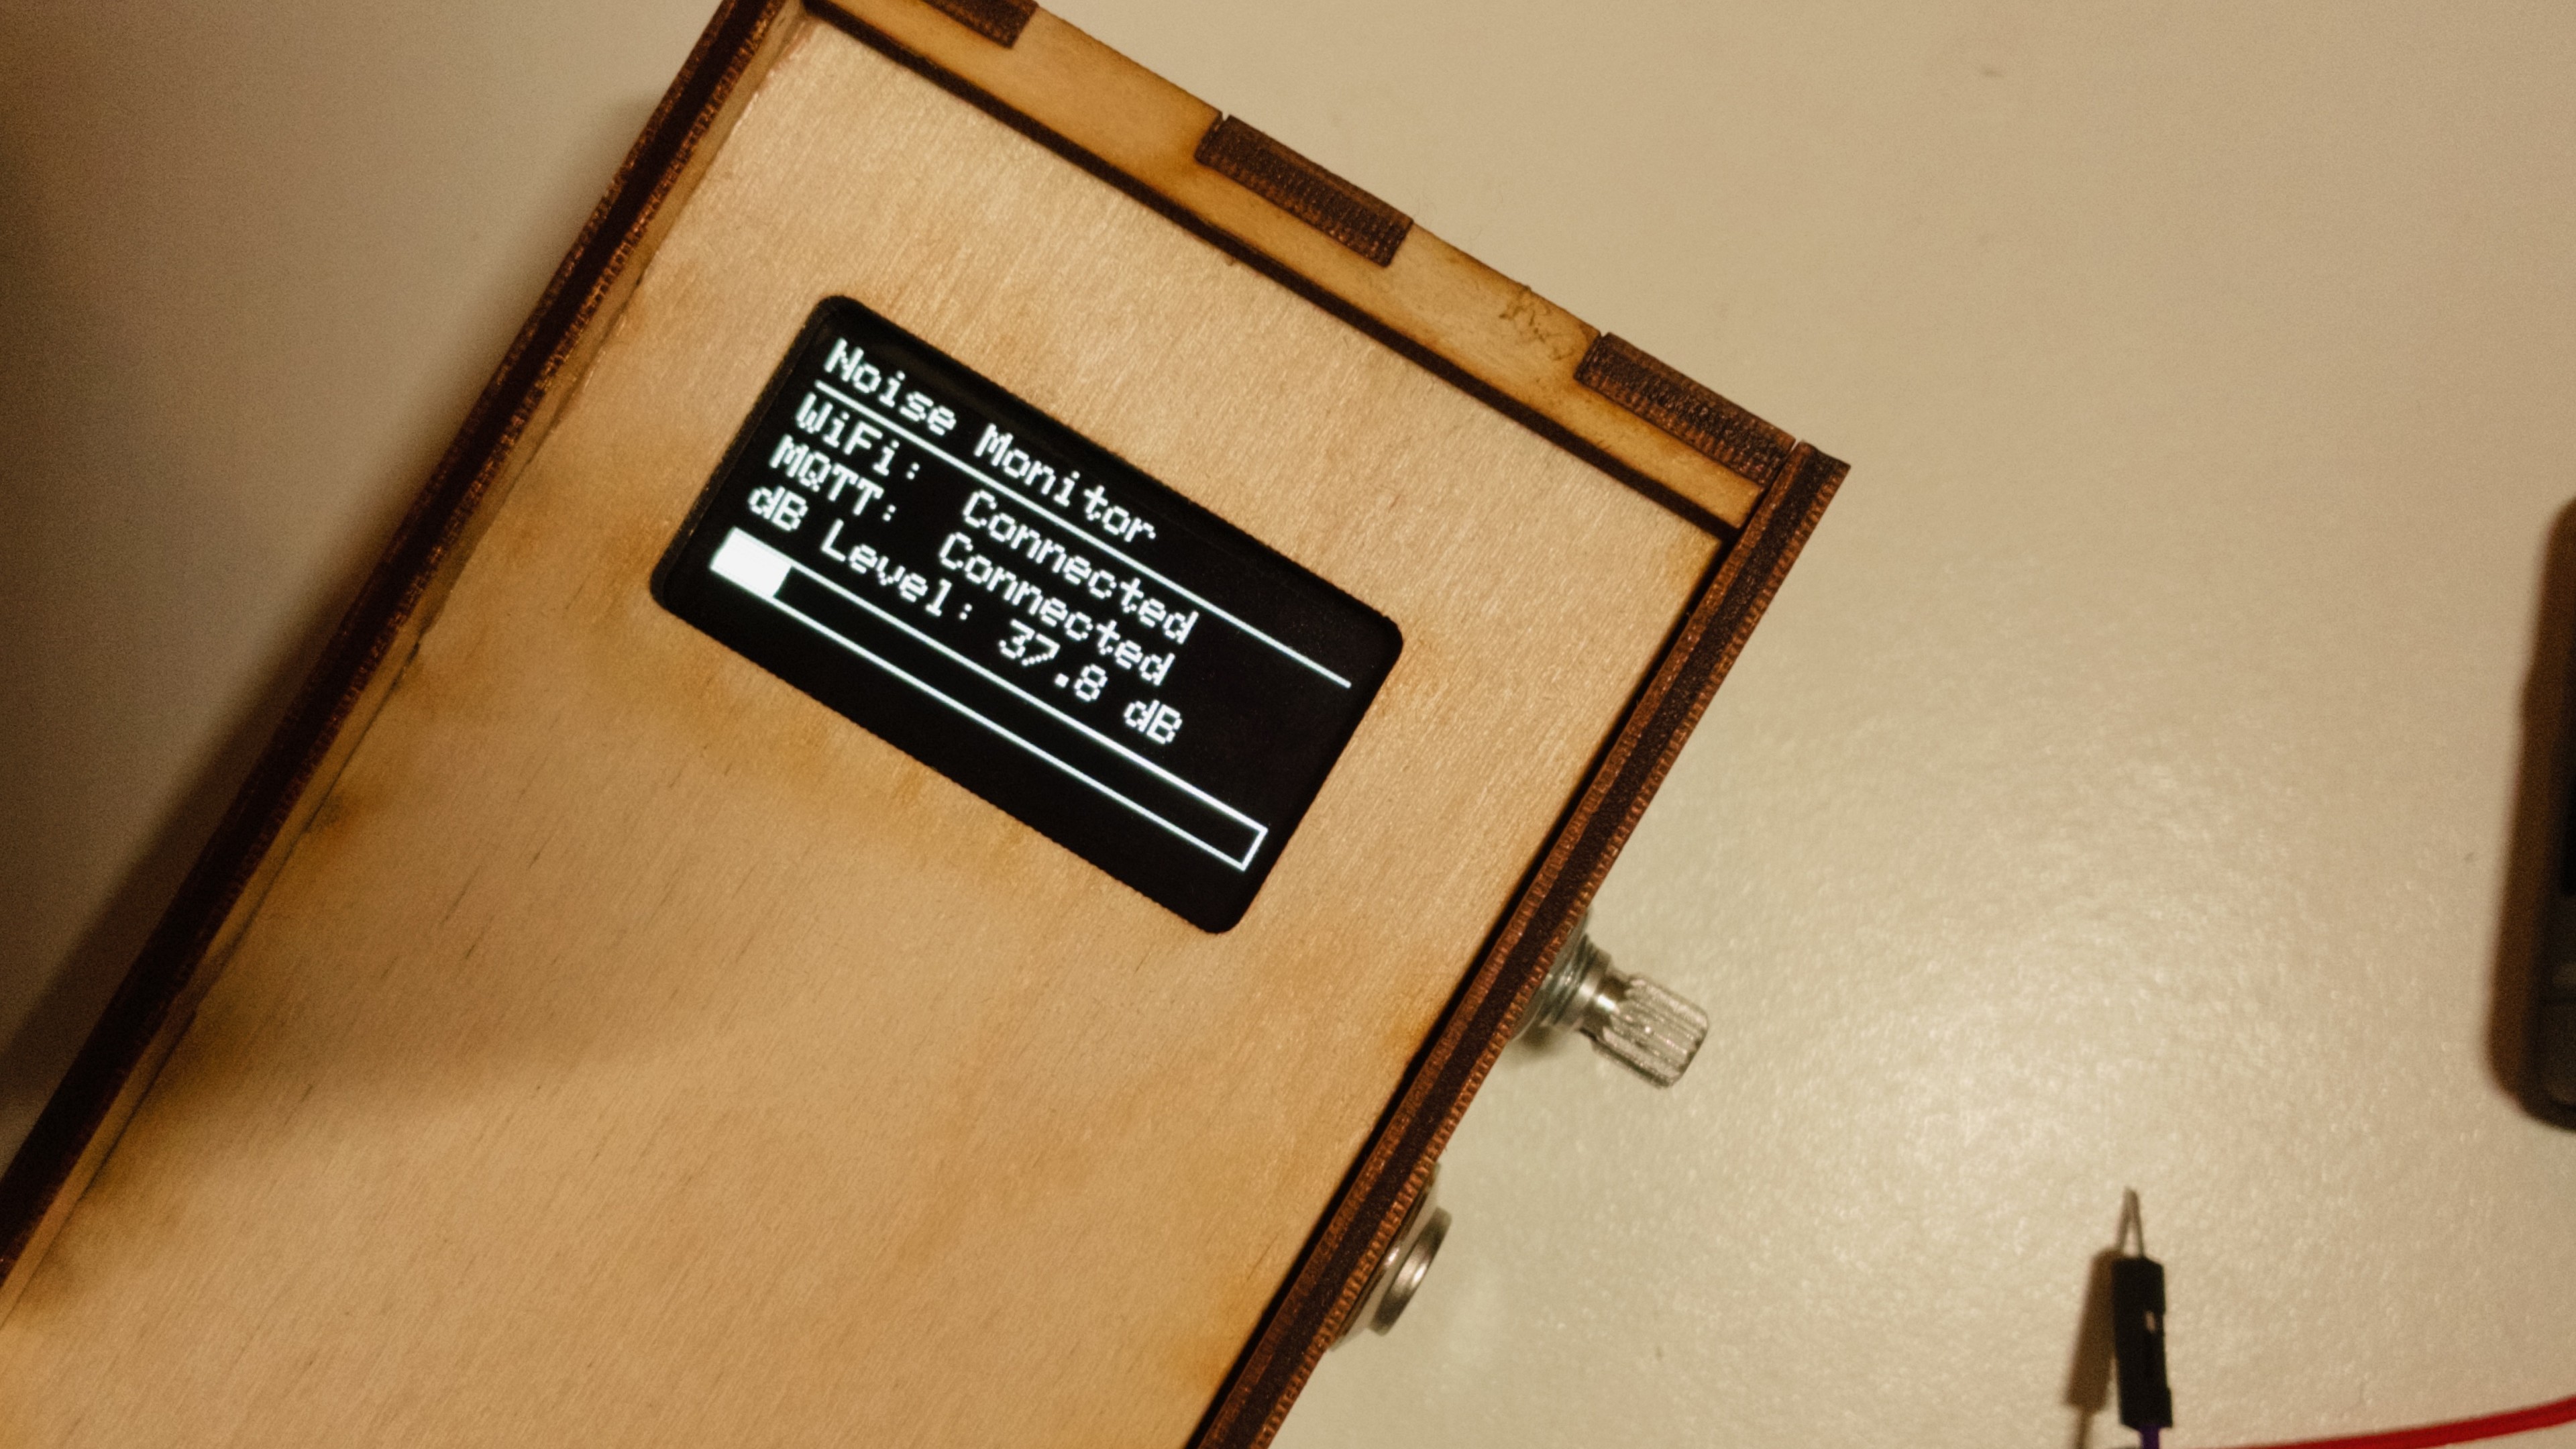 Noise Monitor
WiFi: Connected
MQTT: Connected
dB Level: 37.8 dB